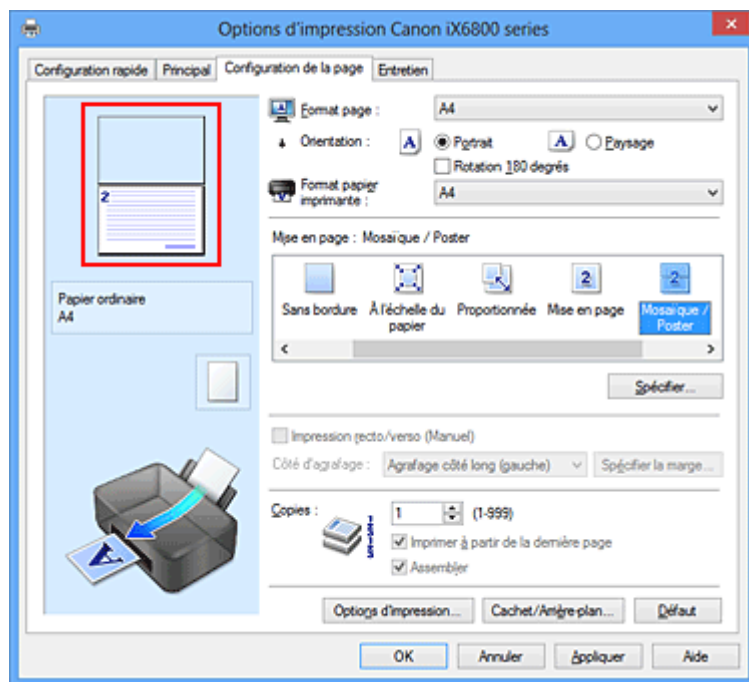 Options d'impression Canon iX6800 series
Configuration rapide
Principal
Configuration de la page
Entretien
2
Papier ordinaire
A4
A
Format page :
A4
Orientation :
A
Portrait
A
Paysage
Rotation 180 degrés
Format papier
imprimante :
A4
Mise en page : Mosaïque / Poster
2
2
Sans bordure
À l'échelle du
papier
Proportionnée
Mise en page
Mosaïque /
Poster
Spécifier...
Impression recto/verso (Manuel)
Côté d'agrafage :
Agrafage côté long (gauche)
Spécifier la marge...
Copies :
1
(1-999)
Imprimer à partir de la dernière page
Assembler
Options d'impression...
Cachet/Arrière-plan...
Défaut
OK
Annuler
Appliquer
Aide